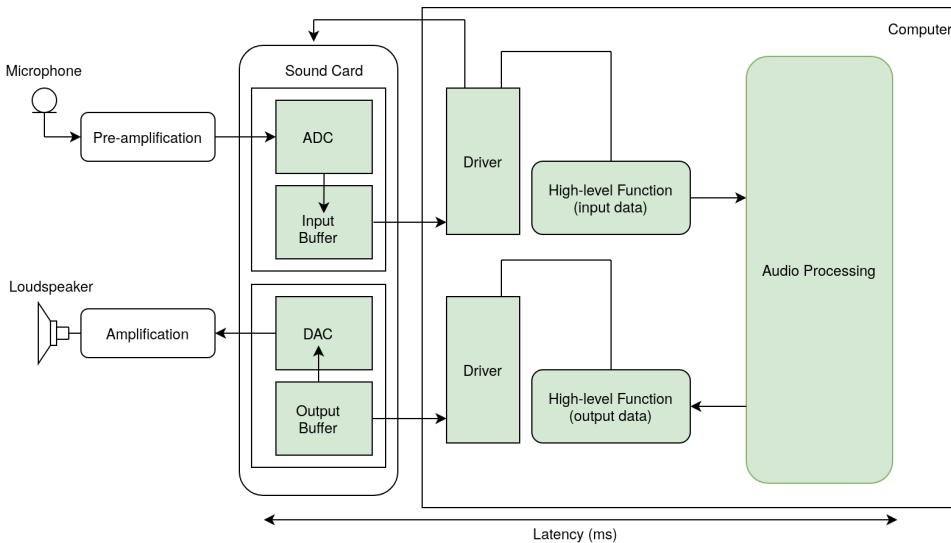 Computer
Microphone
Sound Card
Pre-amplification
ADC
Driver
Input
Buffer
High-level Function
(input data)
Audio Processing
Loudspeaker
Amplification
DAC
Driver
Output
Buffer
High-level Function
(output data)
Latency (ms)